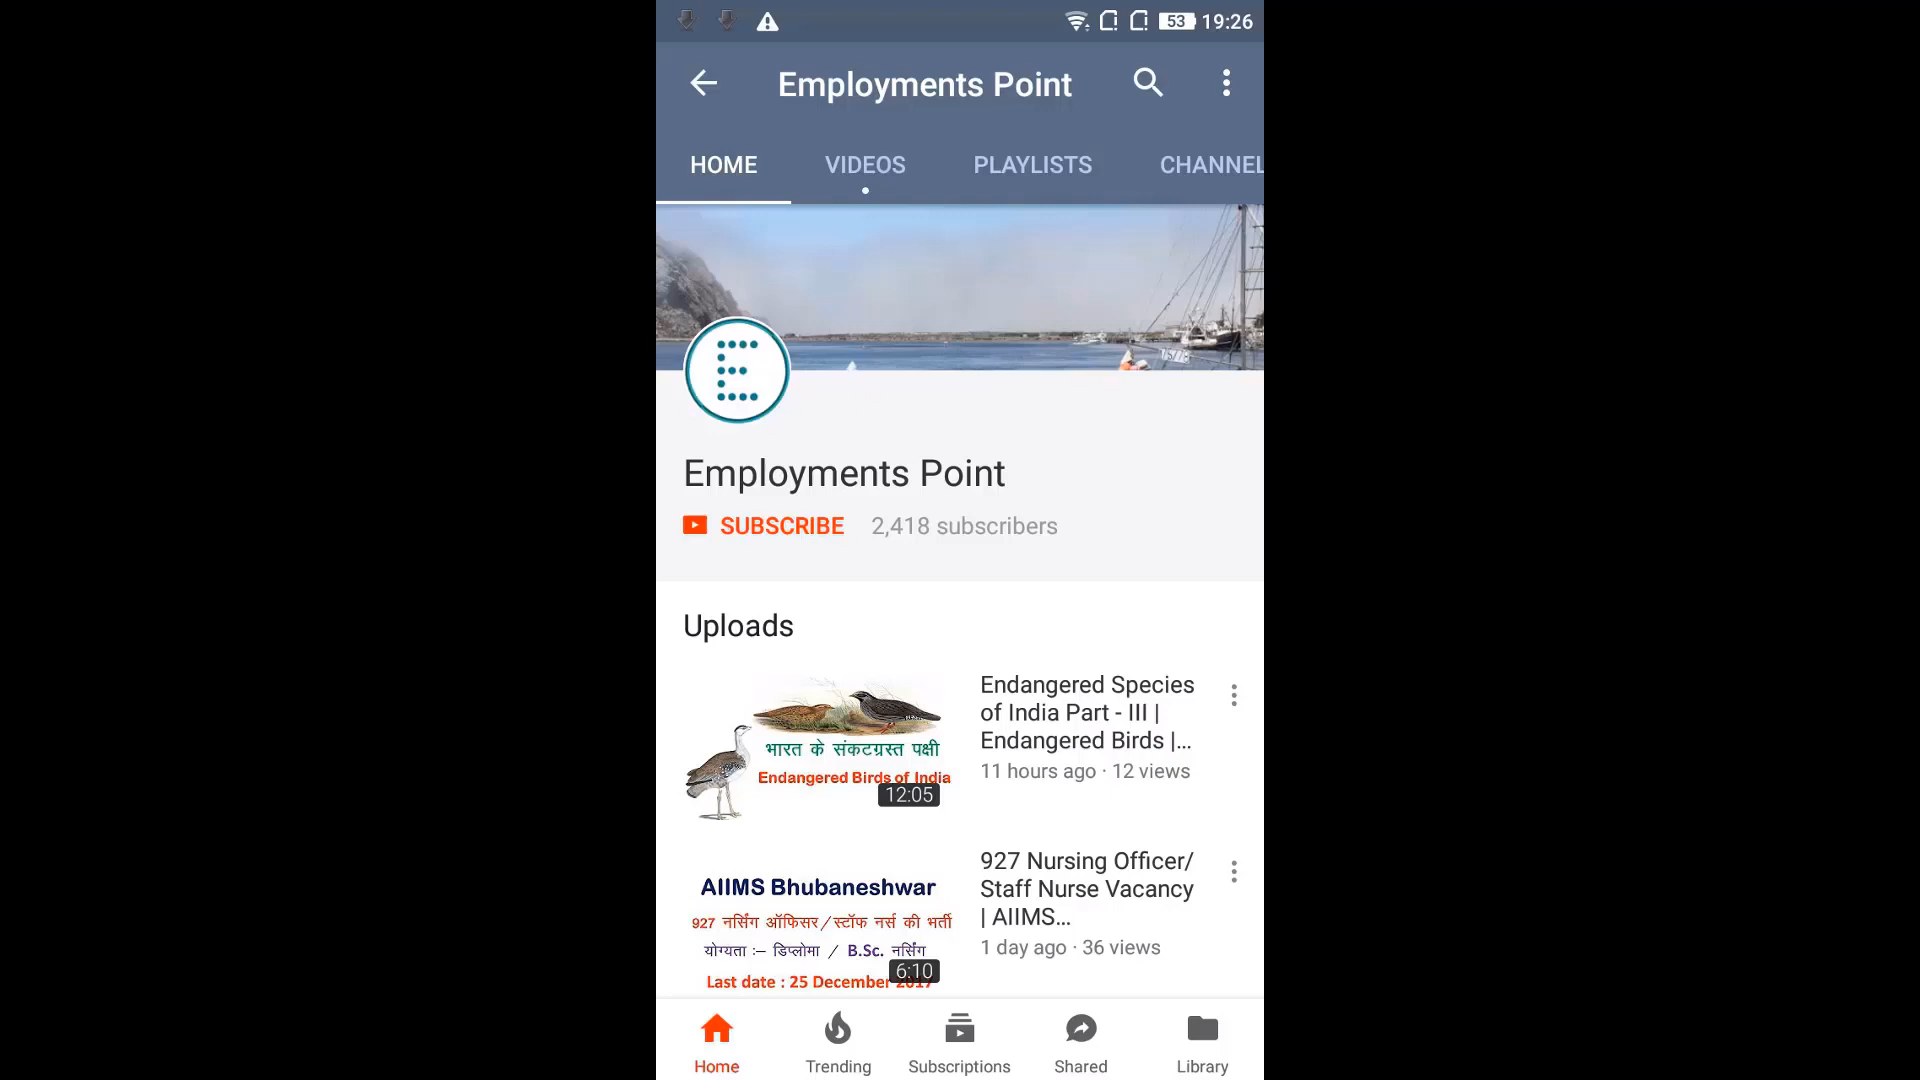 53 19:26
Employments Point
HOME VIDEOS PLAYLISTS CHANNEL
Employments Point
SUBSCRIBE 2,418 subscribers
Uploads
भारत के संकटग्रस्त पक्षी
Endangered Birds of India
12:05
Endangered Species
of India Part - III |
Endangered Birds |...
11 hours ago · 12 views
AIIMS Bhubaneshwar
927 नर्सिंग ऑफिसर/स्टॉफ नर्स की भर्ती
योग्यता :– डिप्लोमा / B.Sc. नर्सिंग
6:10
Last date : 25 December 2017
927 Nursing Officer/
Staff Nurse Vacancy
| AIIMS...
1 day ago · 36 views
Home Trending Subscriptions Shared Library